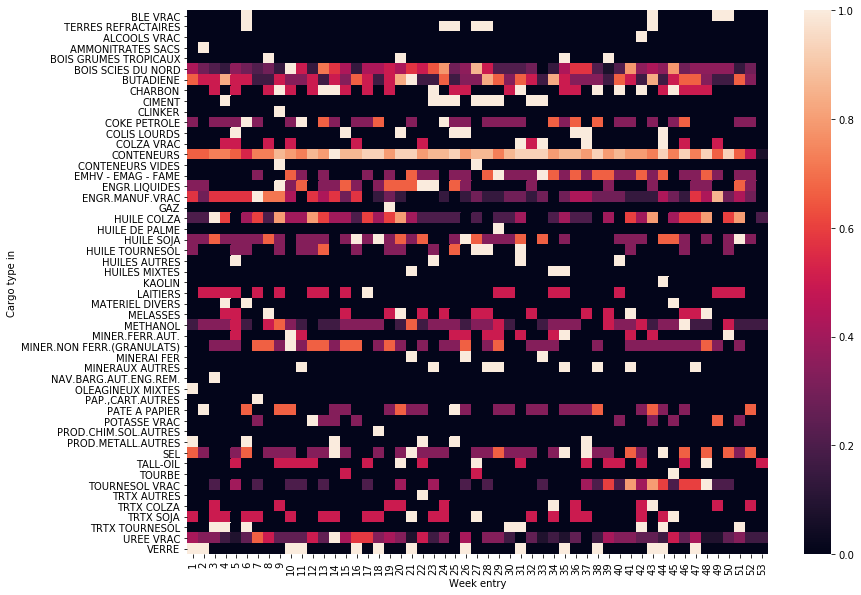 BLE VRAC
TERRES REFRACTAIRES
ALCOOLS VRAC
AMMONITRATES SACS
BOIS GRUMES TROPICAUX
BOIS SCIES DU NORD
BUTADIENE
CHARBON
CIMENT
CLINKER
COKE PETROLE
COLIS LOURDS
COLZA VRAC
CONTENEURS
CONTENEURS VIDES
EMHV - EMAG - FAME
ENGR.LIQUIDES
ENGR.MANUF.VRAC
GAZ
HUILE COLZA
HUILE DE PALME
HUILE SOJA
HUILE TOURNESOL
HUILES AUTRES
HUILES MIXTES
KAOLIN
LAITIERS
MATERIEL DIVERS
MELASSES
METHANOL
MINER.FERR.AUT.
MINER.NON FERR.(GRANULATS)
MINERAI FER
MINERAUX AUTRES
NAV.BARG.AUT.ENG.REM.
OLEAGINEUX MIXTES
PAP.,CART.AUTRES
PATE A PAPIER
POTASSE VRAC
PROD.CHIM.SOL.AUTRES
PROD.METALL.AUTRES
SEL
TALL-OIL
TOURBE
TOURNESOL VRAC
TRTX AUTRES
TRTX COLZA
TRTX SOJA
TRTX TOURNESOL
UREE VRAC
VERRE
Cargo type in
1 2 3 4 5 6 7 8 9 10 11 12 13 14 15 16 17 18 19 20 21 22 23 24 25 26 27 28 29 30 31 32 33 34 35 36 37 38 39 40 41 42 43 44 45 46 47 48 49 50 51 52 53
Week entry
1.0
0.8
0.6
0.4
0.2
0.0